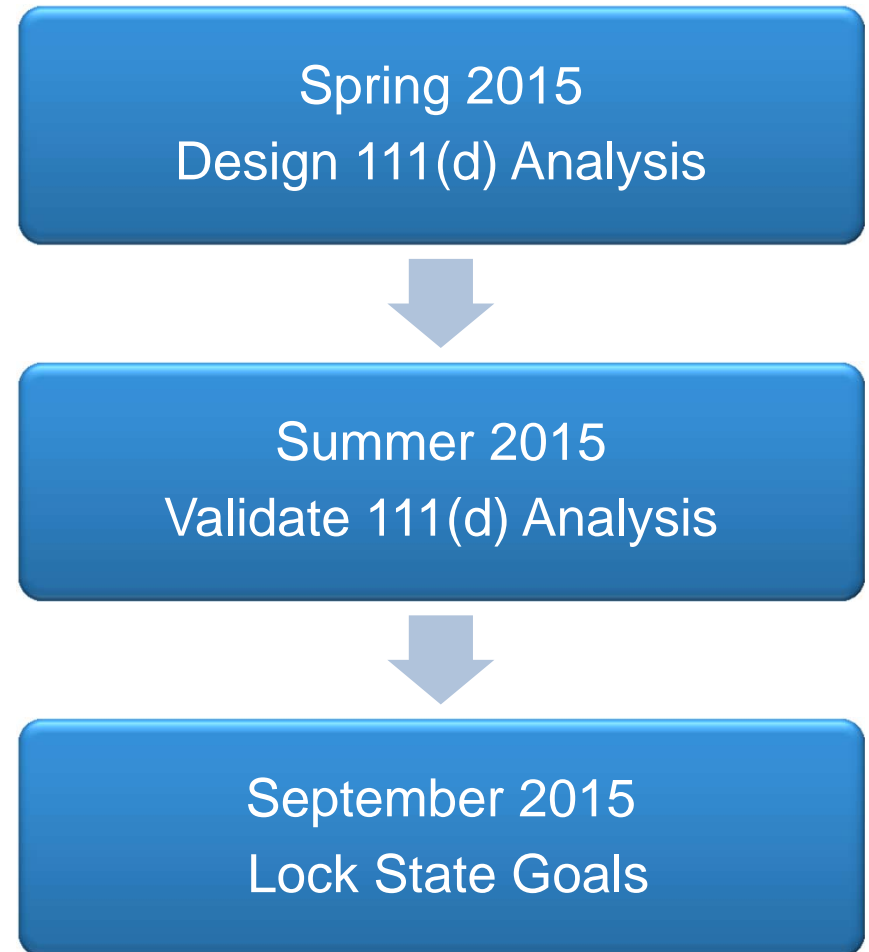 Spring 2015
Design 111(d) Analysis
Summer 2015
Validate 111(d) Analysis
September 2015
Lock State Goals